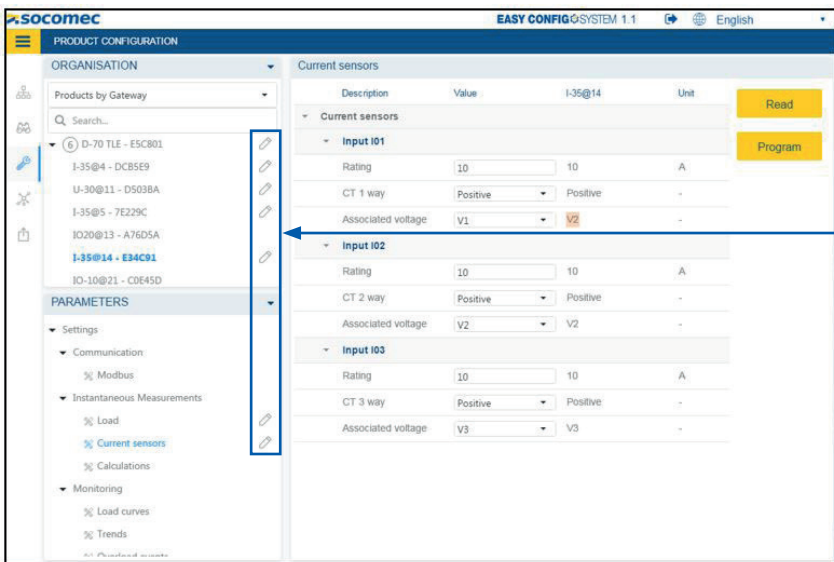 socomec
EASY CONFIG SYSTEM 1.1
English
PRODUCT CONFIGURATION
ORGANISATION
Products by Gateway
Search...
6 D-70 TLE - E5C801
I-35@4 - DCB5E9
U-30@11 - D503BA
I-35@5 - 7E229C
IO20@13 - A76D5A
I-35@14 - E34C91
IO-10@21 - C0E45D
PARAMETERS
Settings
Communication
Modbus
Instantaneous Measurements
Load
Current sensors
Calculations
Monitoring
Load curves
Trends
Overload events
Current sensors
Description Value I-35@14 Unit
Current sensors
Input I01
Rating 10 10 A
CT 1 way Positive Positive -
Associated voltage V1 V2 -
Input I02
Rating 10 10 A
CT 2 way Positive Positive -
Associated voltage V2 V2 -
Input I03
Rating 10 10 A
CT 3 way Positive Positive -
Associated voltage V3 V3 -
Read
Program